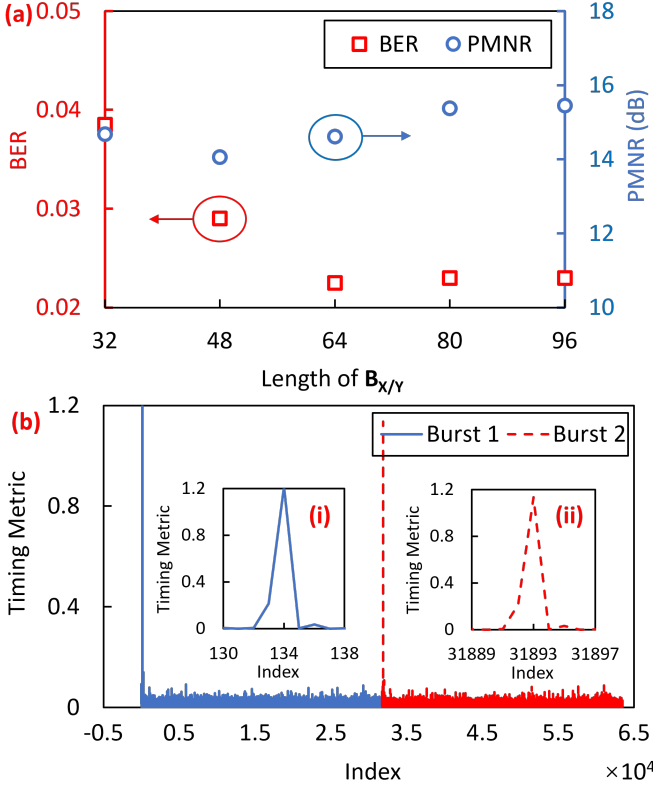 (a)
0.05
0.04
0.03
0.02
BER
BER PMNR
18
16
14
12
10
PMNR (dB)
32 48 64 80 96
Length of B_X/Y
(b)
1.2
0.8
0.4
0
Timing Metric
Burst 1 Burst 2
(i)
1.2
0.8
0.4
0
Timing Metric
130 134 138
Index
(ii)
1.2
0.8
0.4
0
Timing Metric
31889 31893 31897
Index
-0.5 0.5 1.5 2.5 3.5 4.5 5.5 6.5
Index
×10⁴